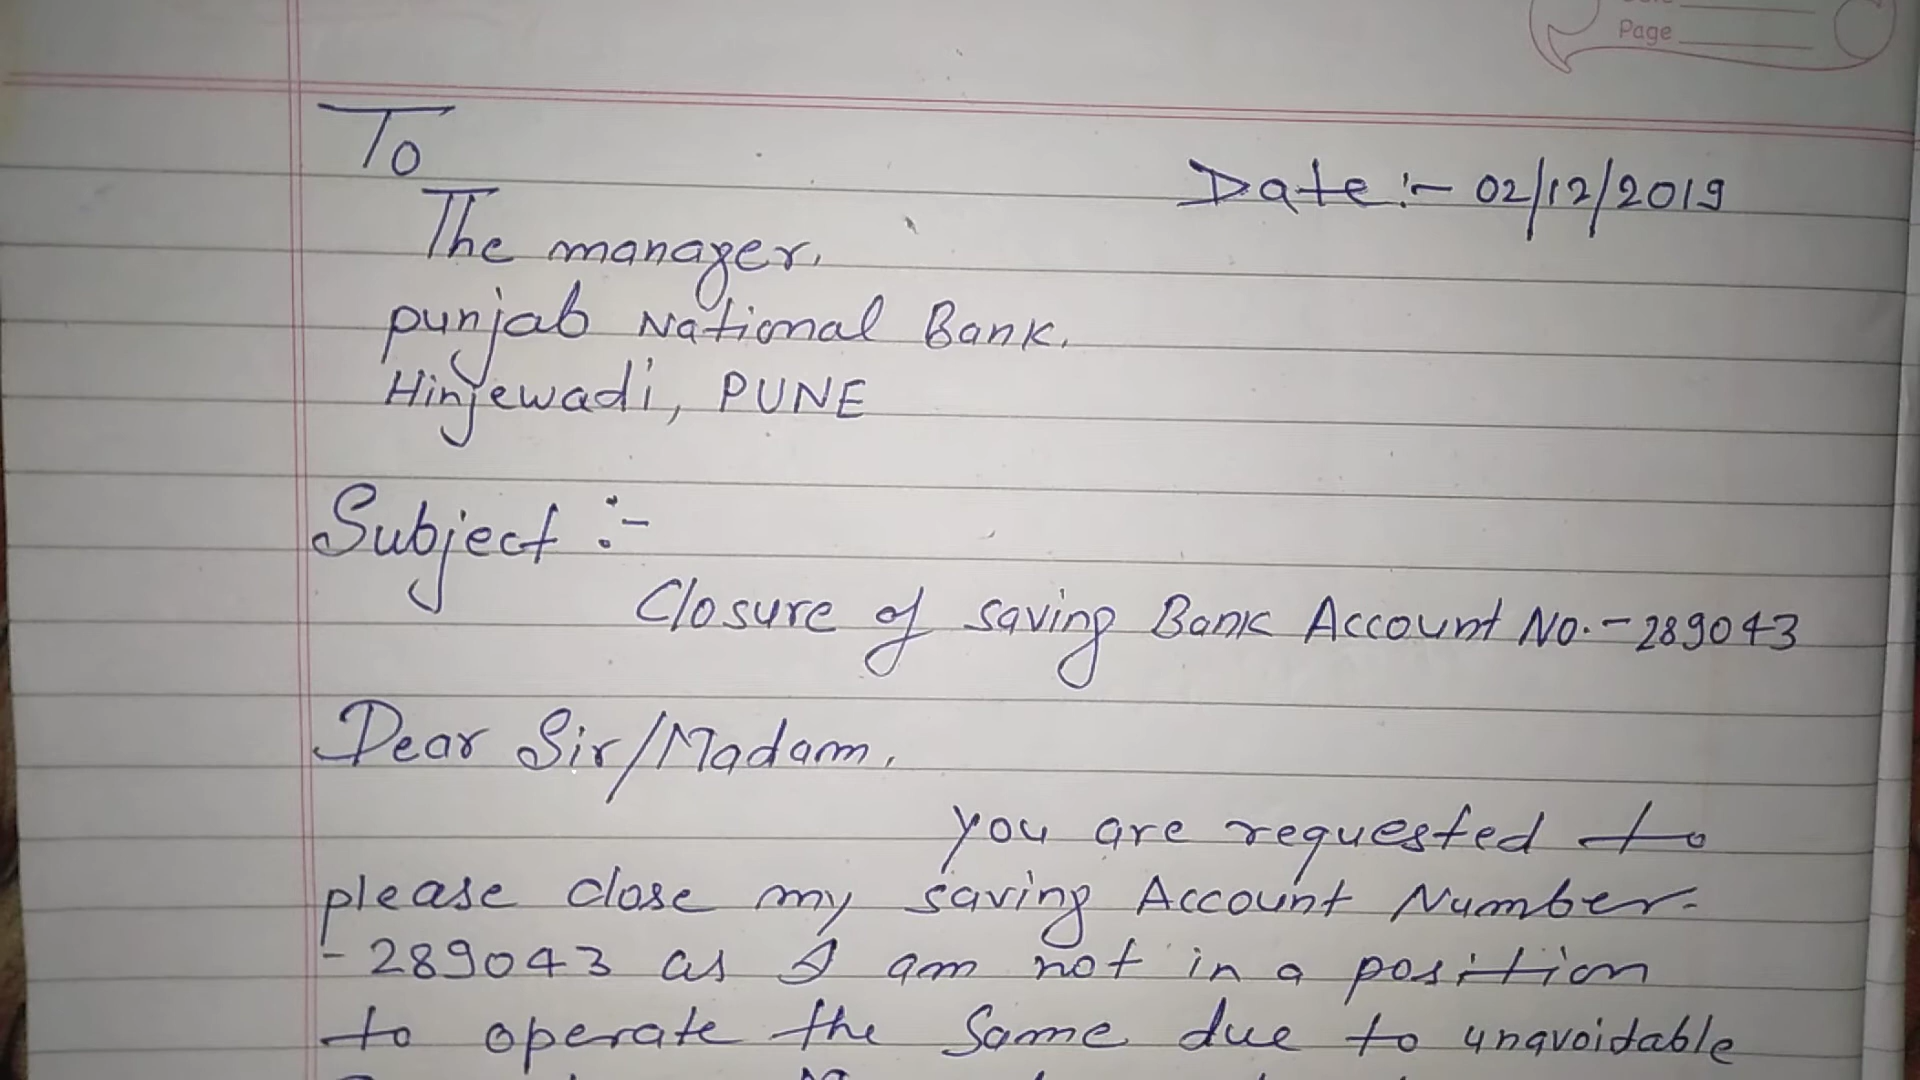 Page
To
Date :- 02/12/2019
The manager,
punjab National Bank,
Hinjewadi, PUNE
Subject :-
Closure of saving Bank Account No.- 289043
Dear Sir/Madam,
you are requested to
please close my saving Account Number-
- 289043 as I am not in a position
to operate the same due to unavoidable